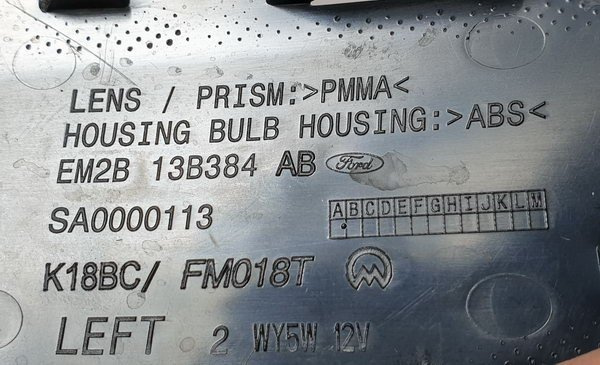 LENS / PRISM:>PMMA<
HOUSING BULB HOUSING:>ABS<
EM2B 13B384 AB Ford
SA0000113
ABCDEFGHIJKLM
K18BC/ FM018T
LEFT 2 WY5W 12V